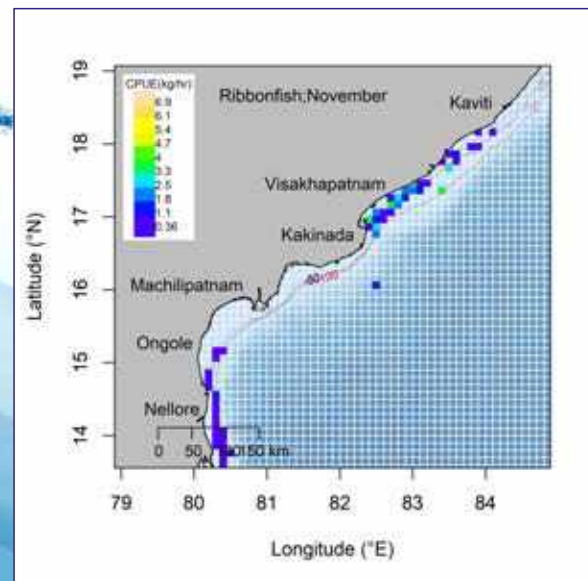 CPUE(kg/hr)
6.9
6.1
5.4
4.7
4
3.3
2.5
1.8
1.1
0.36
Ribbonfish;November
Kaviti
Visakhapatnam
Kakinada
Machilipatnam
Ongole
Nellore
0 50 100150 km
19
18
17
16
15
14
Latitude (°N)
79 80 81 82 83 84
Longitude (°E)